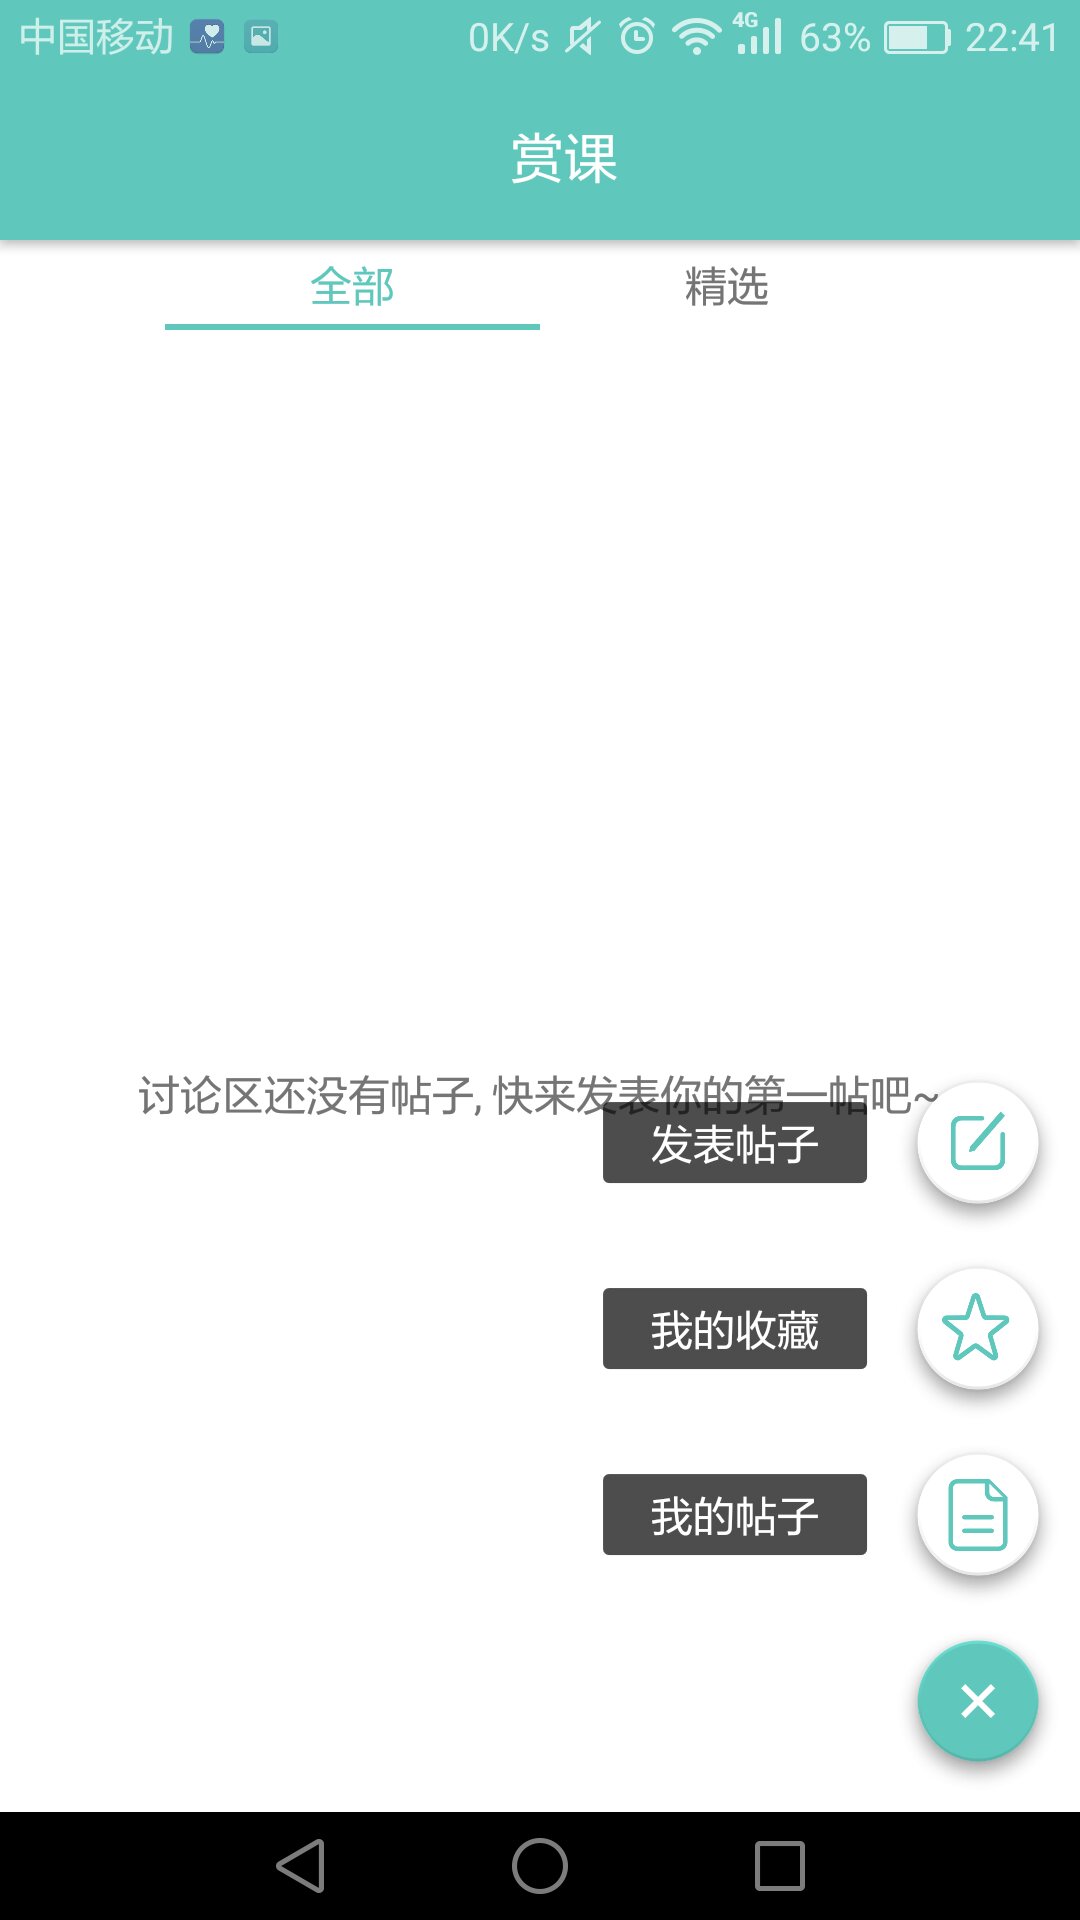 中国移动 0K/s 4G 63% 22:41
赏课
全部 精选
讨论区还没有帖子, 快来发表你的第一帖吧~
发表帖子
我的收藏
我的帖子